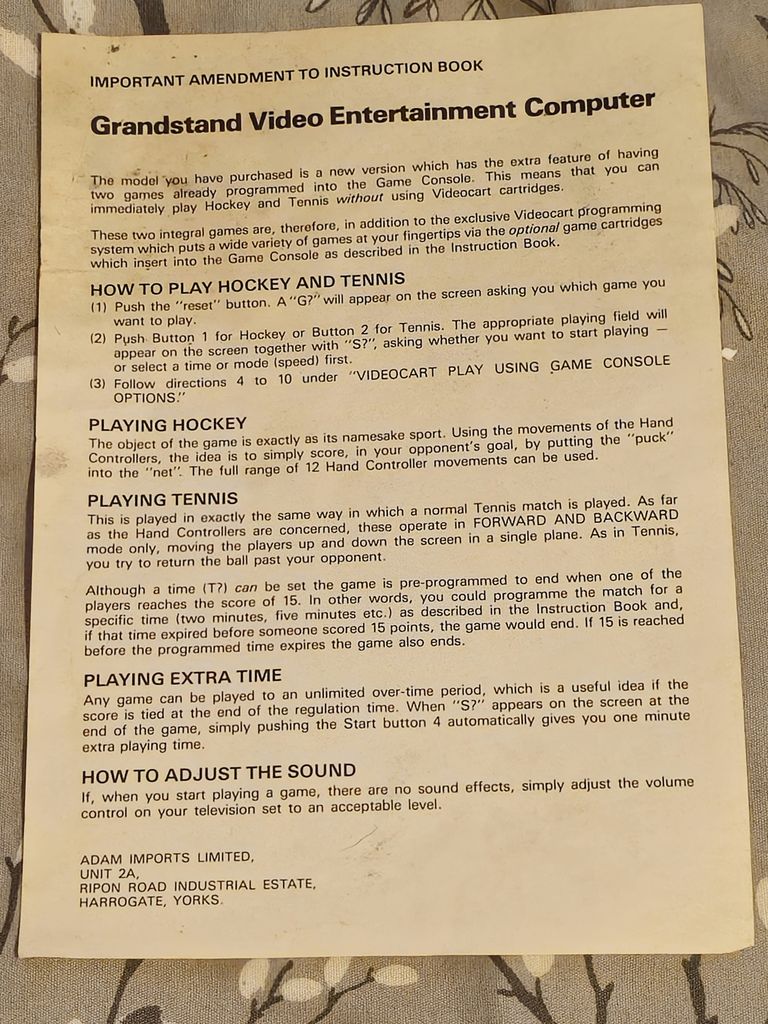 IMPORTANT AMENDMENT TO INSTRUCTION BOOK
Grandstand Video Entertainment Computer
The model you have purchased is a new version which has the extra feature of having
two games already programmed into the Game Console. This means that you can
immediately play Hockey and Tennis without using Videocart cartridges.
These two integral games are, therefore, in addition to the exclusive Videocart programming
system which puts a wide variety of games at your fingertips via the optional game cartridges
which insert into the Game Console as described in the Instruction Book.
HOW TO PLAY HOCKEY AND TENNIS
(1) Push the "reset" button. A "G?" will appear on the screen asking you which game you
want to play.
(2) Push Button 1 for Hockey or Button 2 for Tennis. The appropriate playing field will
appear on the screen together with "S?", asking whether you want to start playing —
or select a time or mode (speed) first.
(3) Follow directions 4 to 10 under "VIDEOCART PLAY USING GAME CONSOLE
OPTIONS."
PLAYING HOCKEY
The object of the game is exactly as its namesake sport. Using the movements of the Hand
Controllers, the idea is to simply score, in your opponent's goal, by putting the "puck"
into the "net". The full range of 12 Hand Controller movements can be used.
PLAYING TENNIS
This is played in exactly the same way in which a normal Tennis match is played. As far
as the Hand Controllers are concerned, these operate in FORWARD AND BACKWARD
mode only, moving the players up and down the screen in a single plane. As in Tennis,
you try to return the ball past your opponent.
Although a time (T?) can be set the game is pre-programmed to end when one of the
players reaches the score of 15. In other words, you could programme the match for a
specific time (two minutes, five minutes etc.) as described in the Instruction Book and,
if that time expired before someone scored 15 points, the game would end. If 15 is reached
before the programmed time expires the game also ends.
PLAYING EXTRA TIME
Any game can be played to an unlimited over-time period, which is a useful idea if the
score is tied at the end of the regulation time. When "S?" appears on the screen at the
end of the game, simply pushing the Start button 4 automatically gives you one minute
extra playing time.
HOW TO ADJUST THE SOUND
If, when you start playing a game, there are no sound effects, simply adjust the volume
control on your television set to an acceptable level.
ADAM IMPORTS LIMITED,
UNIT 2A,
RIPON ROAD INDUSTRIAL ESTATE,
HARROGATE, YORKS.